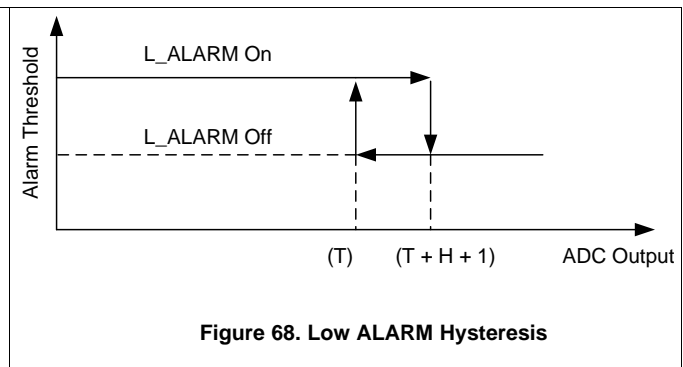 L_ALARM On
Alarm Threshold
L_ALARM Off
(T)
(T + H + 1)
ADC Output
Figure 68. Low ALARM Hysteresis